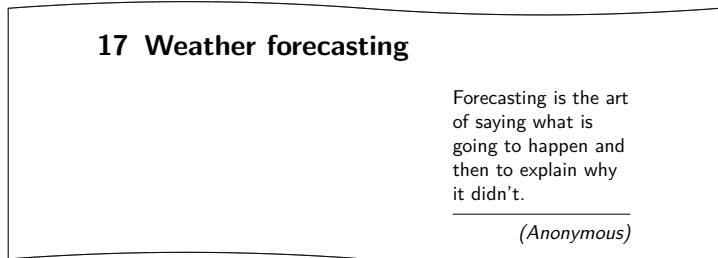 17 Weather forecasting
Forecasting is the art
of saying what is
going to happen and
then to explain why
it didn't.
(Anonymous)